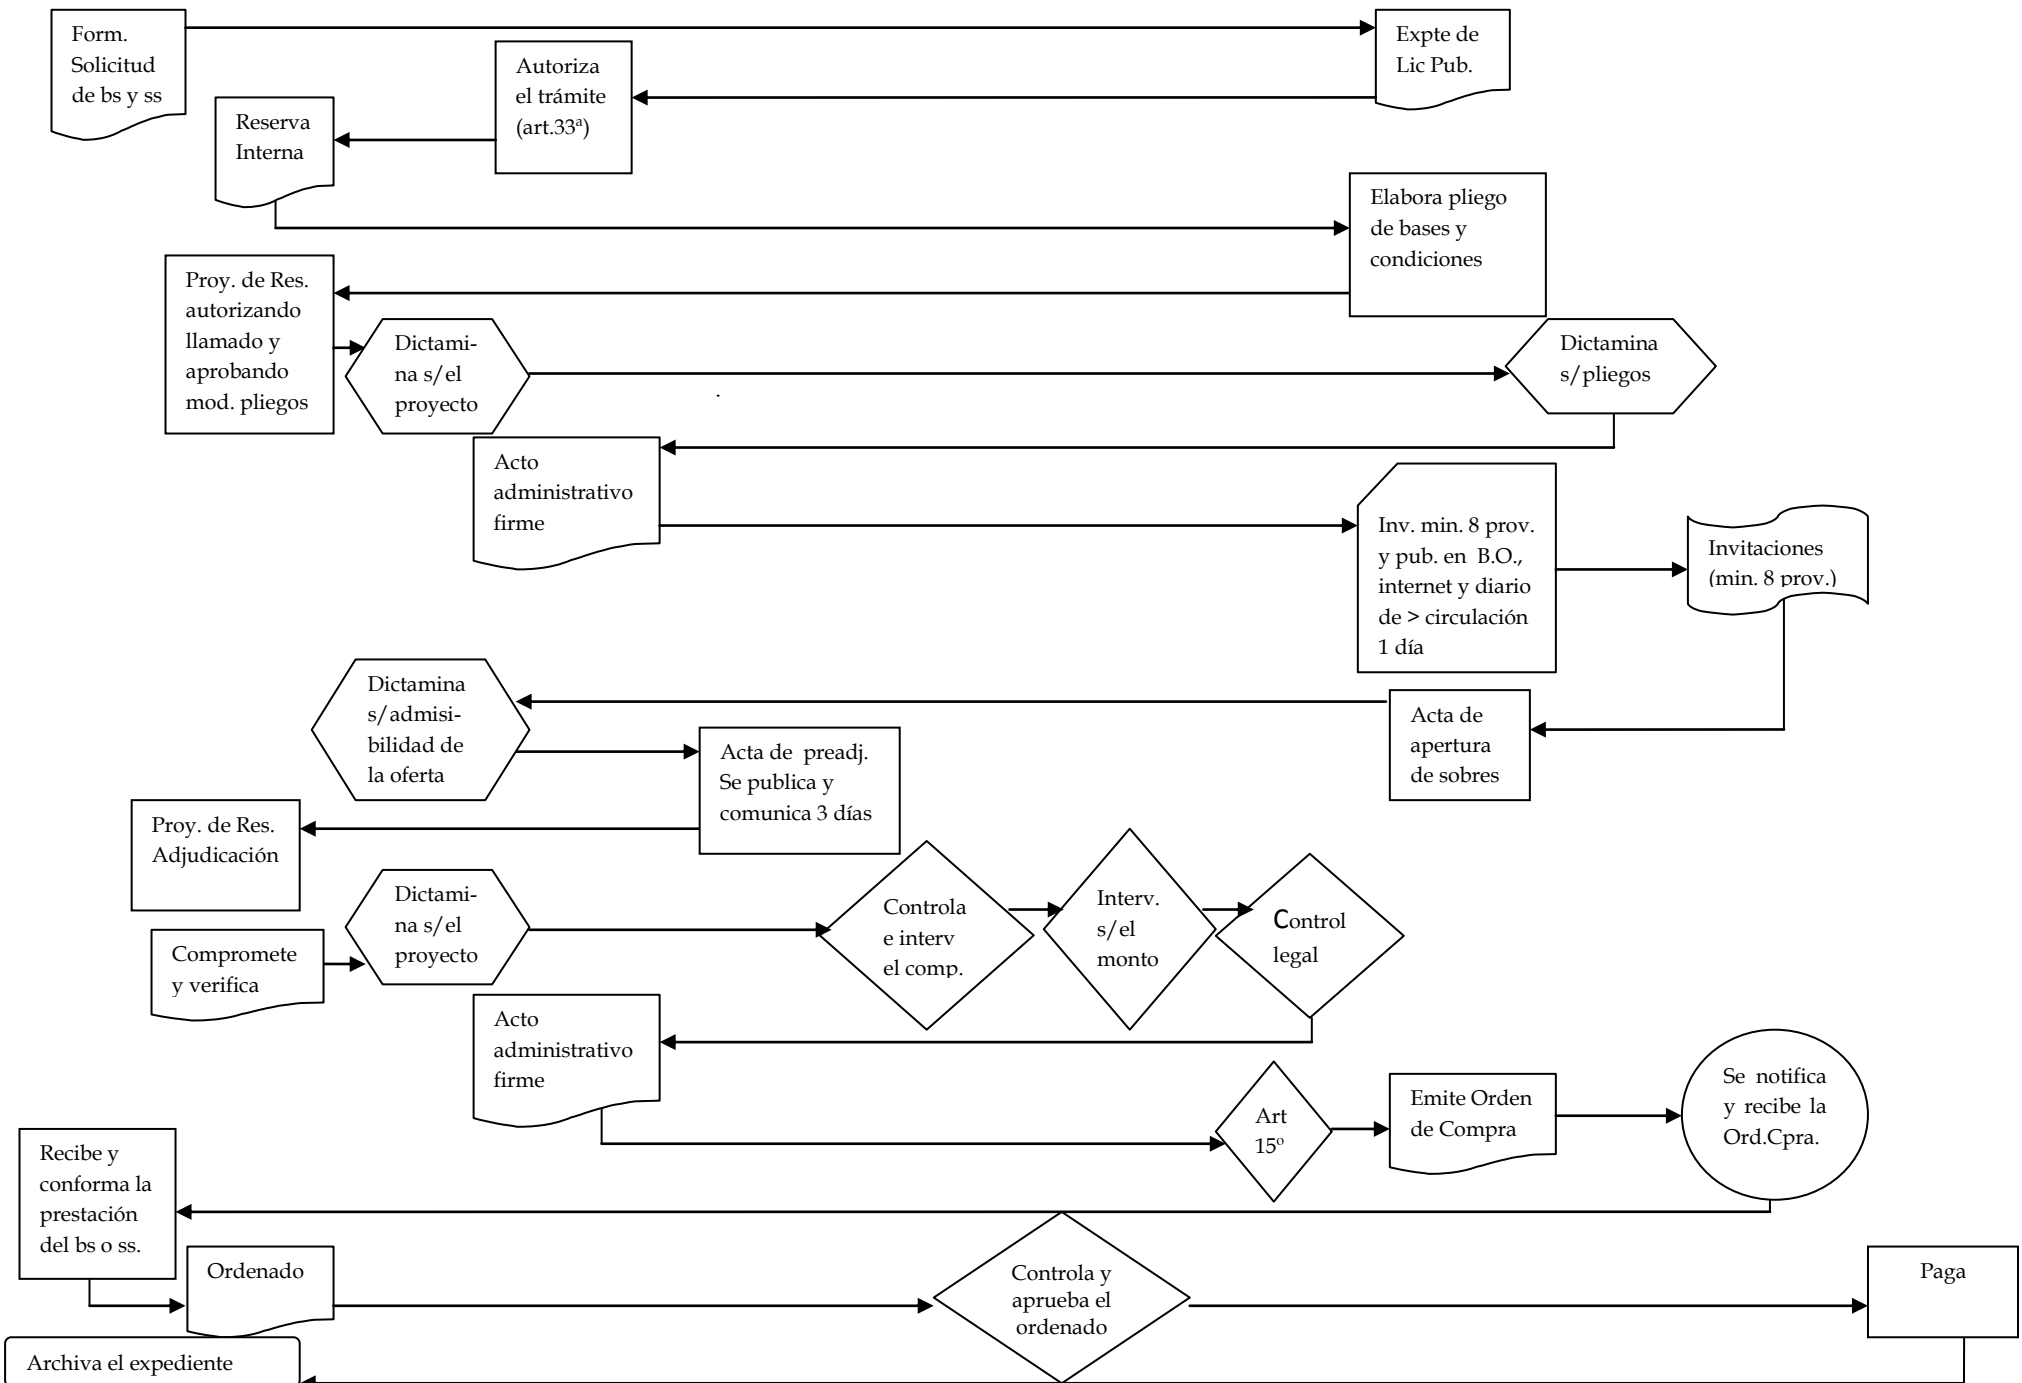 Form.
Solicitud
de bs y ss
Expte de
Lic Pub.
Autoriza
el trámite
(art.33ª)
Reserva
Interna
Elabora pliego
de bases y
condiciones
Proy. de Res.
autorizando
llamado y
aprobando
mod. pliegos
Dictami-
na s/el
proyecto
.
Dictamina
s/pliegos
Acto
administrativo
firme
Inv. min. 8 prov.
y pub. en B.O.,
internet y diario
de > circulación
1 día
Invitaciones
(min. 8 prov.)
Acta de
apertura
de sobres
Dictamina
s/admisi-
bilidad de
la oferta
Acta de preadj.
Se publica y
comunica 3 días
Proy. de Res.
Adjudicación
Compromete
y verifica
Dictami-
na s/el
proyecto
Controla
e interv
el comp.
Interv.
s/el
monto
Control
legal
Acto
administrativo
firme
Art
15º
Emite Orden
de Compra
Se notifica
y recibe la
Ord.Cpra.
Recibe y
conforma la
prestación
del bs o ss.
Ordenado
Controla y
aprueba el
ordenado
Paga
Archiva el expediente